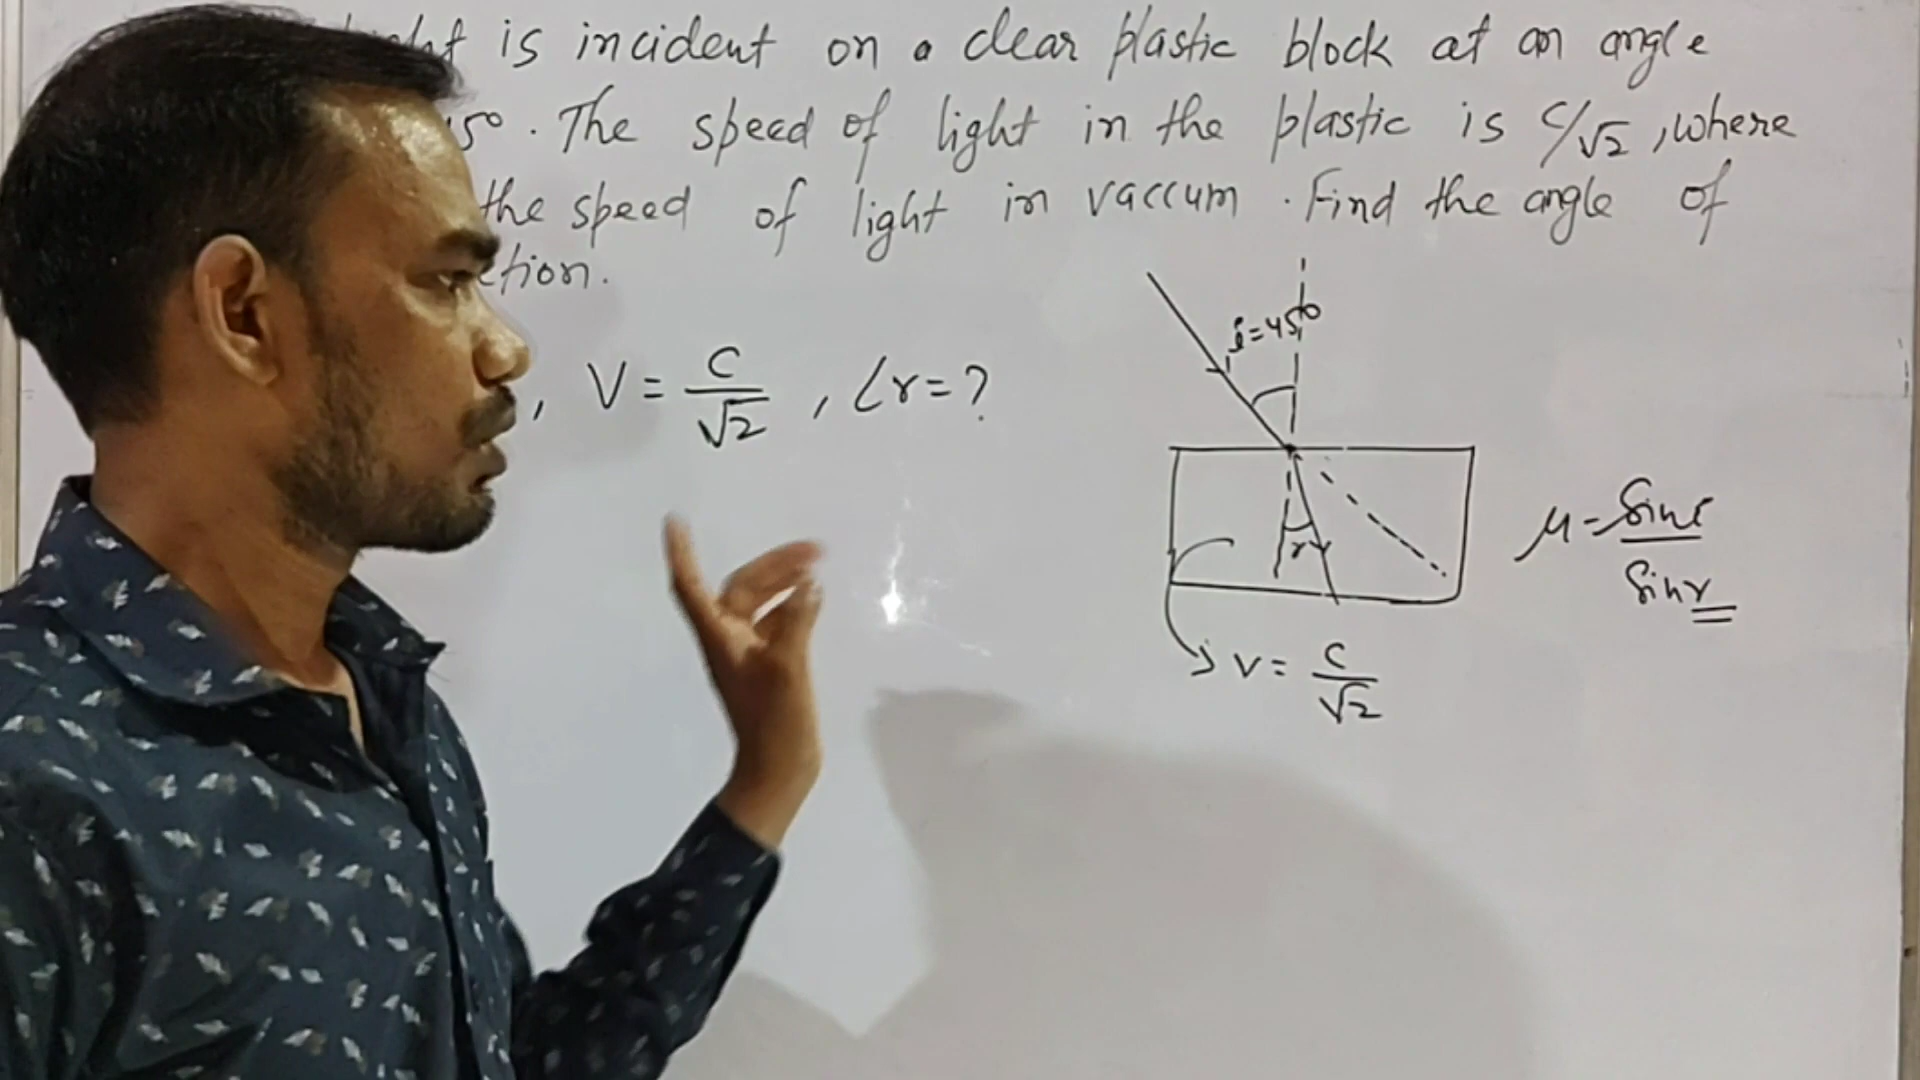 is incident on a clear plastic block at an angle
45° . The speed of light in the plastic is c/√2 , where
the speed of light in vaccum . Find the angle of
ction.
, V = c/√2 , ∠r = ?
i = 45°
r
μ = sin i / sin r
v = c/√2